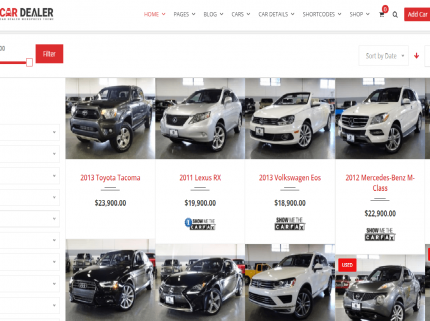 CAR DEALER
HOME PAGES BLOG CARS CAR DETAILS SHORTCODES SHOP 0 Add Car
Filter
Sort by Date
2013 Toyota Tacoma
$23,900.00
2011 Lexus RX
$19,900.00
SHOW ME THE
CARFAX
2013 Volkswagen Eos
$18,900.00
SHOW ME THE
CARFAX
2012 Mercedes-Benz M-
Class
$22,900.00
SHOW ME THE
CARFAX
USED